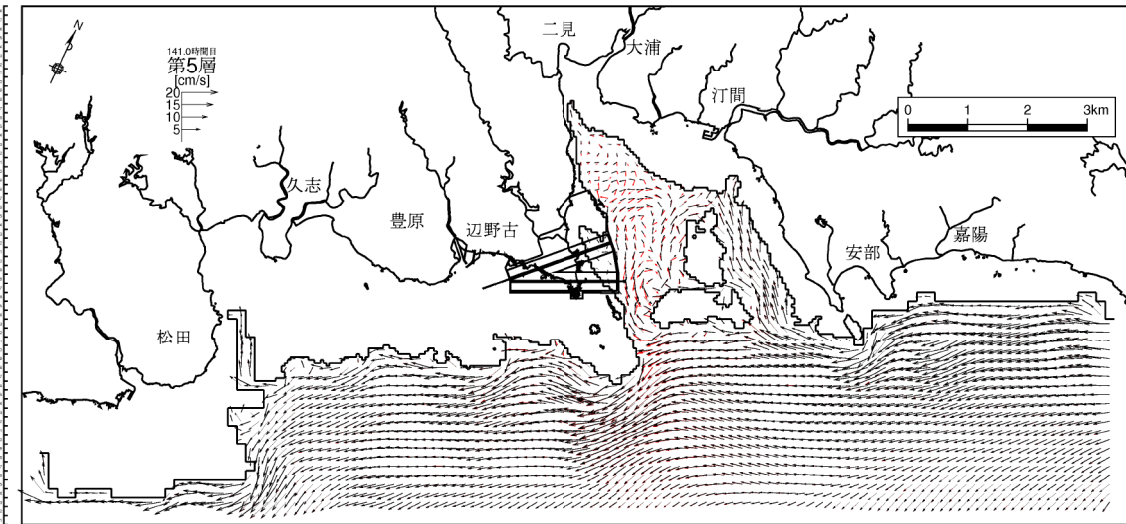 N
141.0時間目
第5層
[cm/s]
20
15
10
5
二見
大浦
汀間
0 1 2 3km
久志
豊原
辺野古
安部
嘉陽
松田